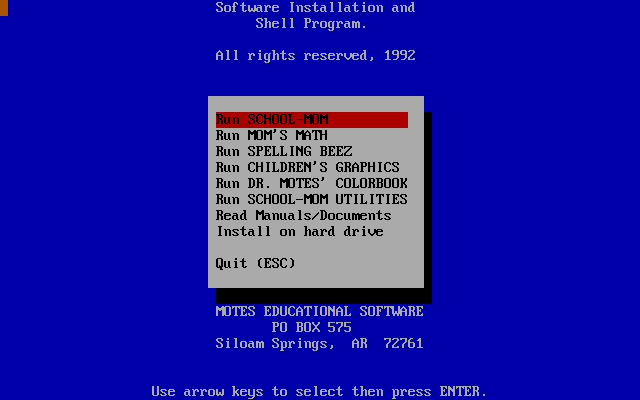 Software Installation and
Shell Program.
All rights reserved, 1992
Run SCHOOL-MOM
Run MOM'S MATH
Run SPELLING BEEZ
Run CHILDREN'S GRAPHICS
Run DR. MOTES' COLORBOOK
Run SCHOOL-MOM UTILITIES
Read Manuals/Documents
Install on hard drive
Quit (ESC)
MOTES EDUCATIONAL SOFTWARE
PO BOX 575
Siloam Springs,  AR  72761
Use arrow keys to select then press ENTER.